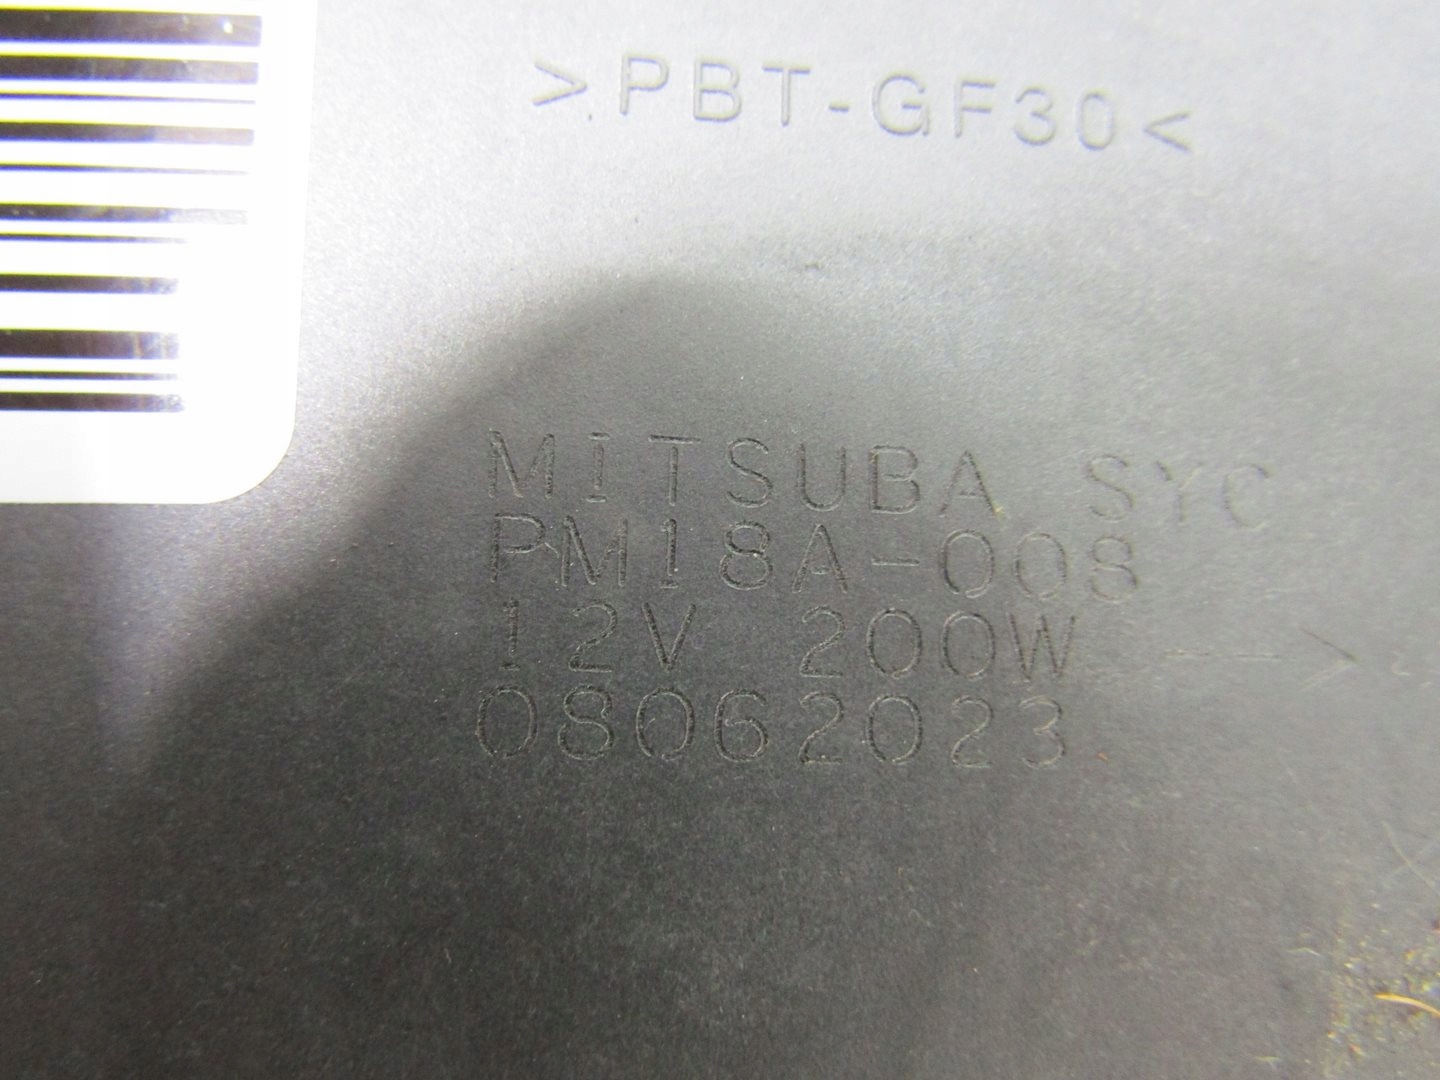 >PBT-GF30<
MITSUBA SYC
PM18A-008
12V 200W
08062023